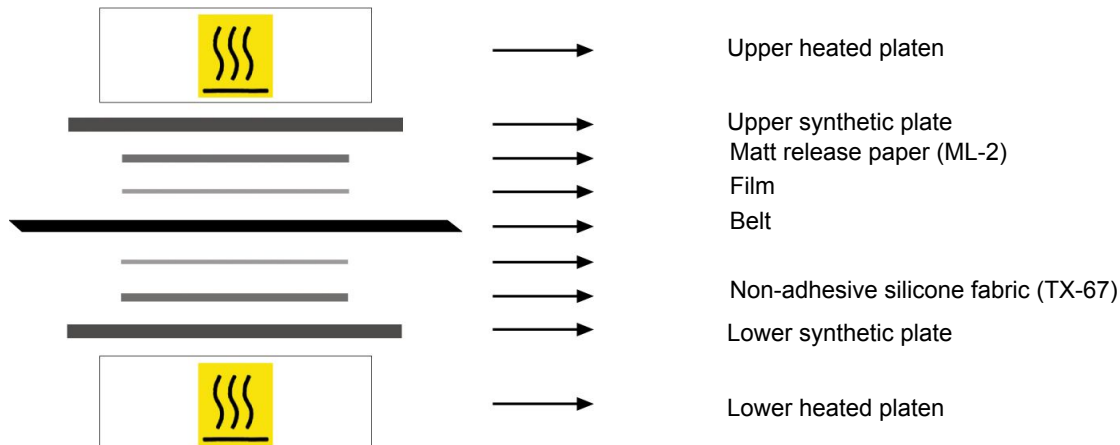 Upper heated platen
Upper synthetic plate
Matt release paper (ML-2)
Film
Belt
Non-adhesive silicone fabric (TX-67)
Lower synthetic plate
Lower heated platen